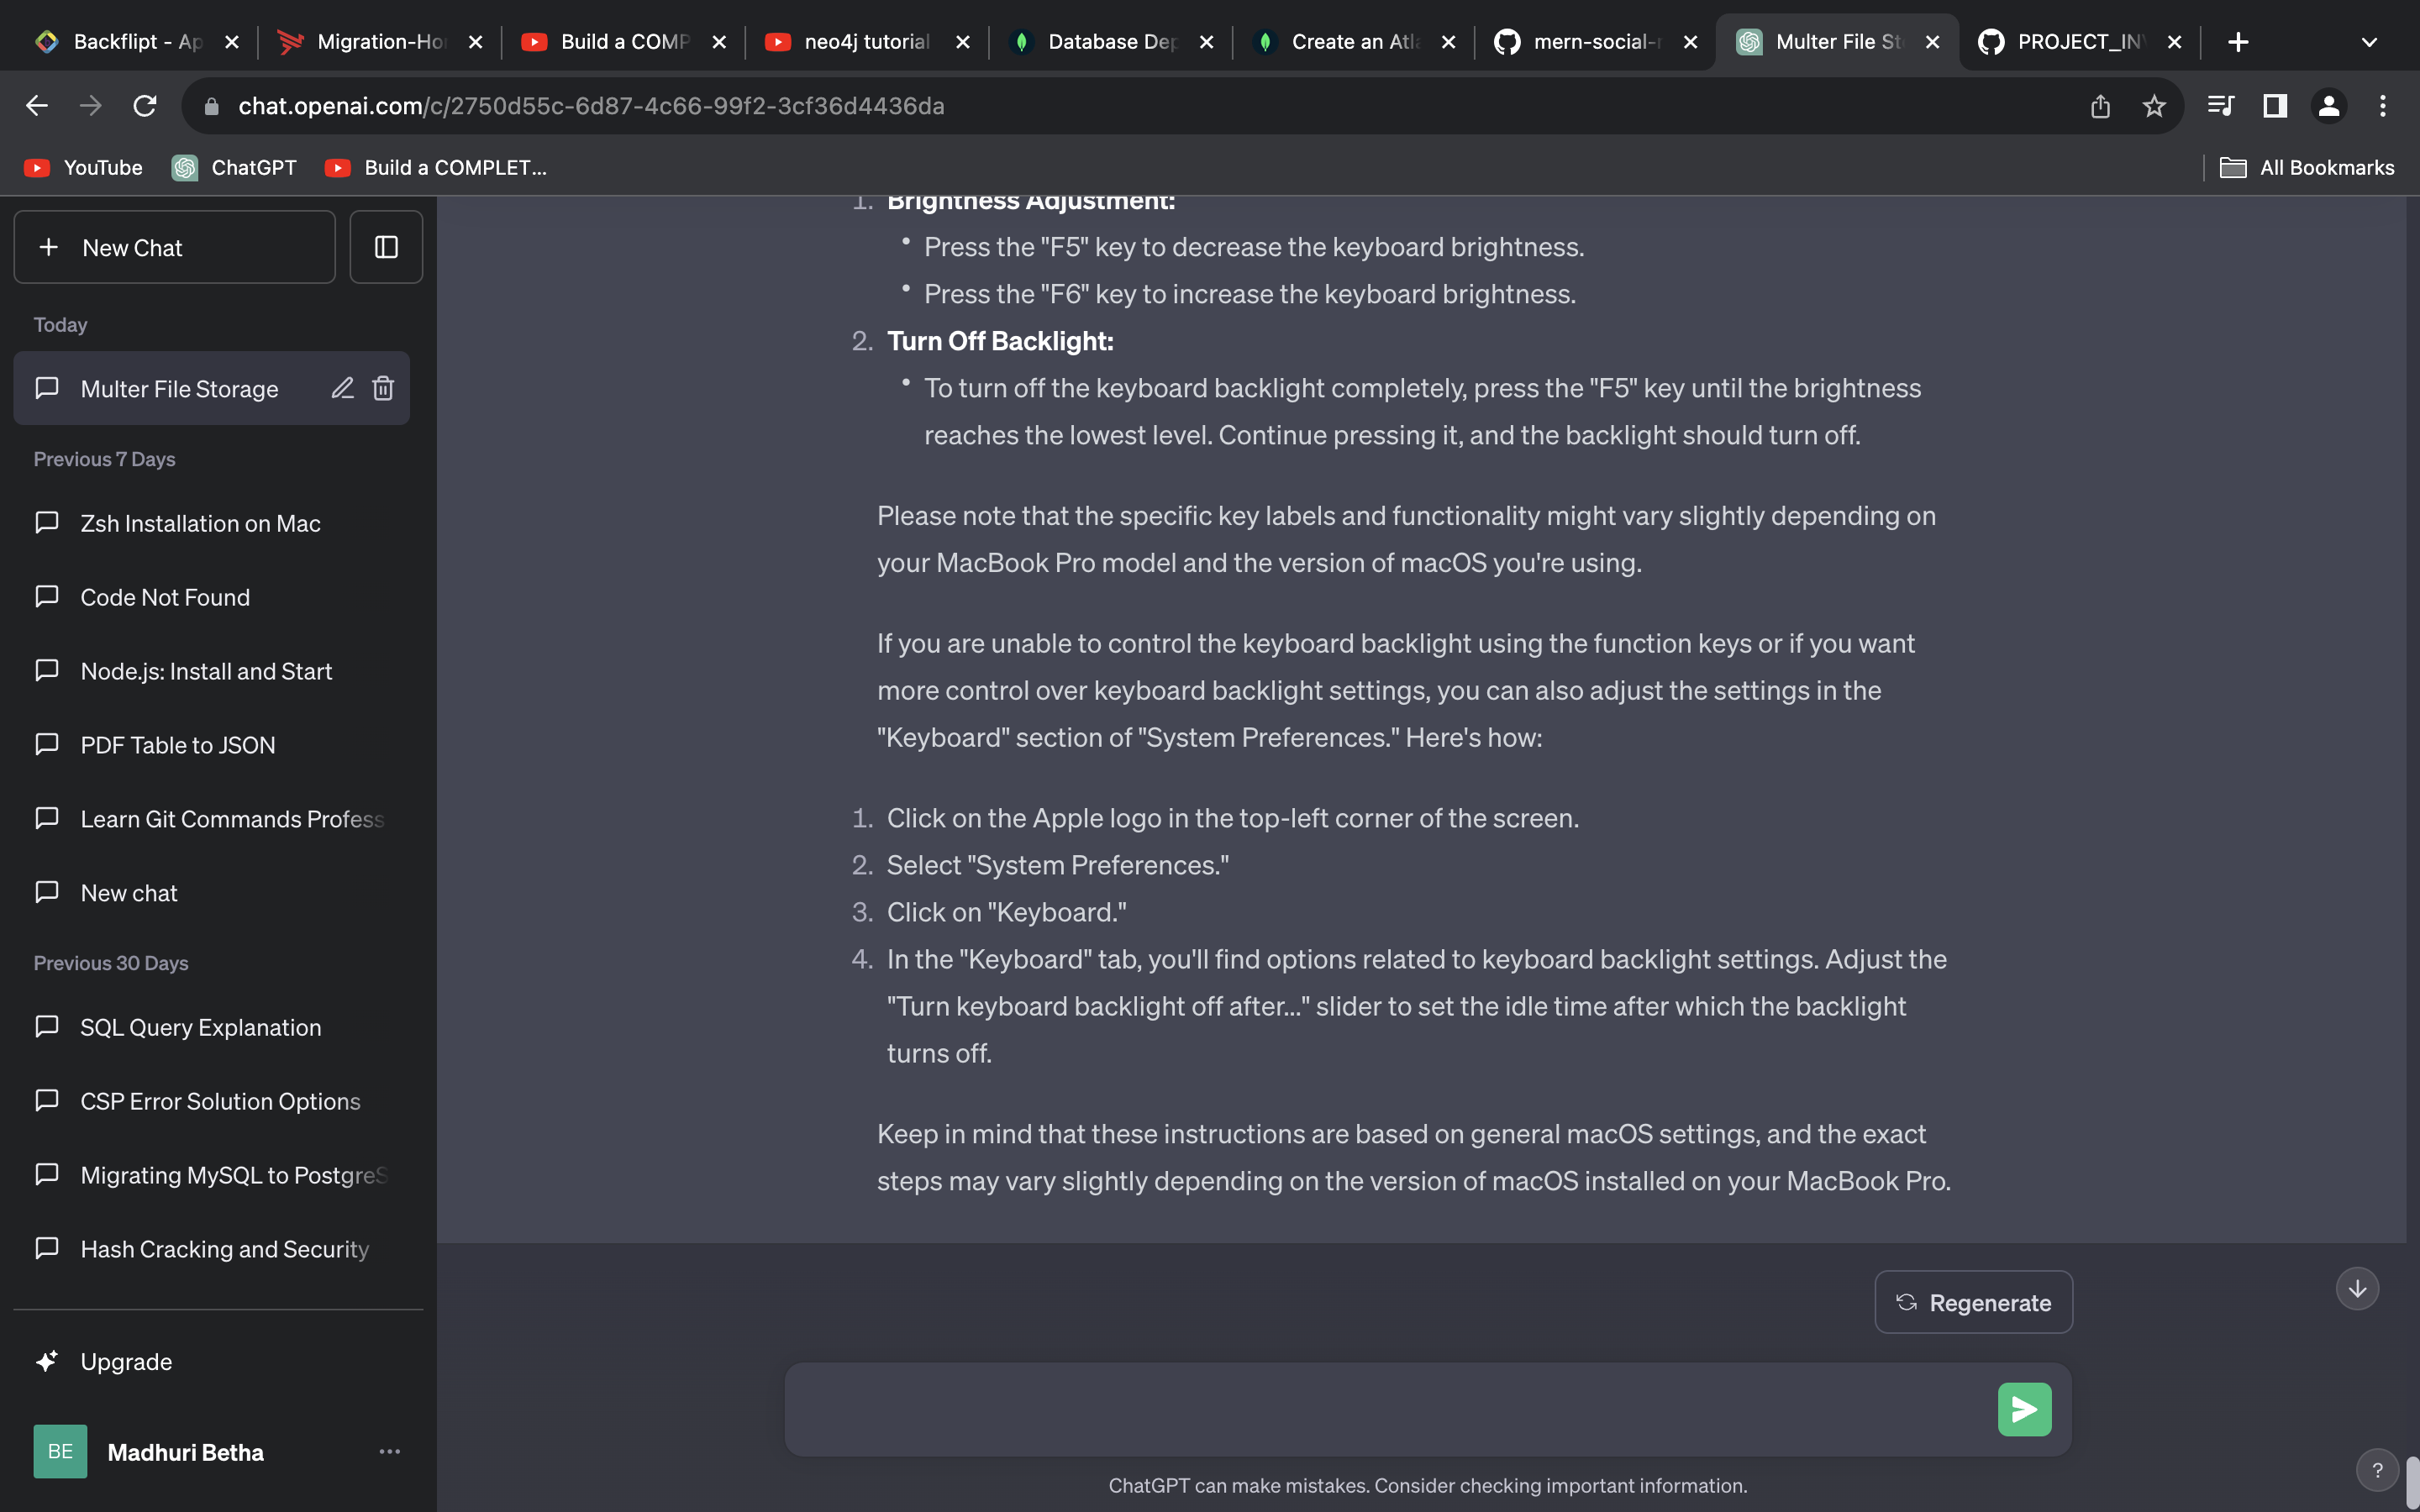 Backflipt - Ap
Migration-Ho
Build a COMP
neo4j tutorial
Database Dep
Create an Atla
mern-social-
Multer File St
PROJECT_IN
chat.openai.com/c/2750d55c-6d87-4c66-99f2-3cf36d4436da
YouTube
ChatGPT
Build a COMPLET...
All Bookmarks
New Chat
Today
Multer File Storage
Previous 7 Days
Zsh Installation on Mac
Code Not Found
Node.js: Install and Start
PDF Table to JSON
Learn Git Commands Profess
New chat
Previous 30 Days
SQL Query Explanation
CSP Error Solution Options
Migrating MySQL to PostgreS
Hash Cracking and Security
Upgrade
BE
Madhuri Betha
1. Brightness Adjustment:
• Press the "F5" key to decrease the keyboard brightness.
• Press the "F6" key to increase the keyboard brightness.
2. Turn Off Backlight:
• To turn off the keyboard backlight completely, press the "F5" key until the brightness
reaches the lowest level. Continue pressing it, and the backlight should turn off.
Please note that the specific key labels and functionality might vary slightly depending on
your MacBook Pro model and the version of macOS you're using.
If you are unable to control the keyboard backlight using the function keys or if you want
more control over keyboard backlight settings, you can also adjust the settings in the
"Keyboard" section of "System Preferences." Here's how:
1. Click on the Apple logo in the top-left corner of the screen.
2. Select "System Preferences."
3. Click on "Keyboard."
4. In the "Keyboard" tab, you'll find options related to keyboard backlight settings. Adjust the
"Turn keyboard backlight off after..." slider to set the idle time after which the backlight
turns off.
Keep in mind that these instructions are based on general macOS settings, and the exact
steps may vary slightly depending on the version of macOS installed on your MacBook Pro.
Regenerate
ChatGPT can make mistakes. Consider checking important information.
?